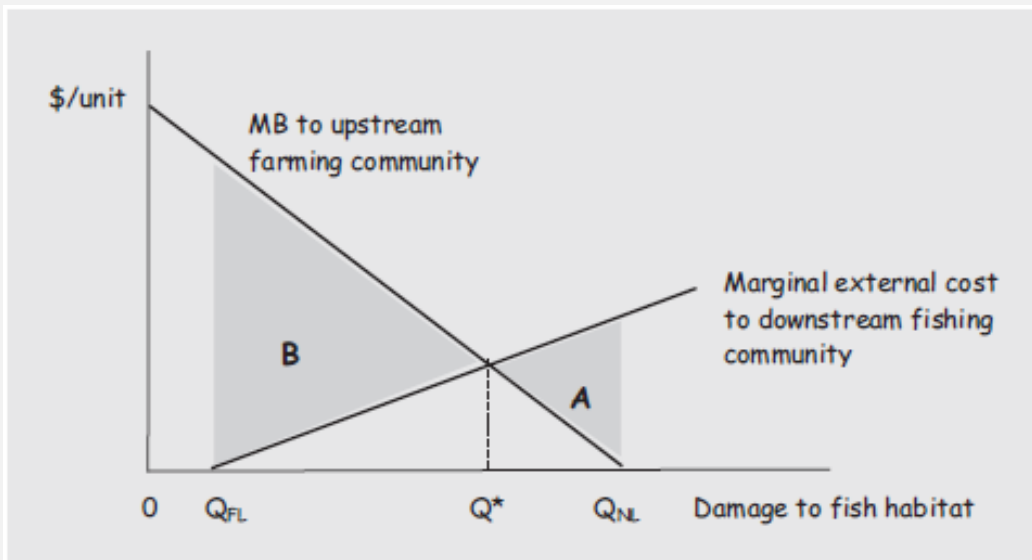 $/unit
MB to upstream
farming community
Marginal external cost
to downstream fishing
community
B
A
0
QFL
Q*
QNL
Damage to fish habitat